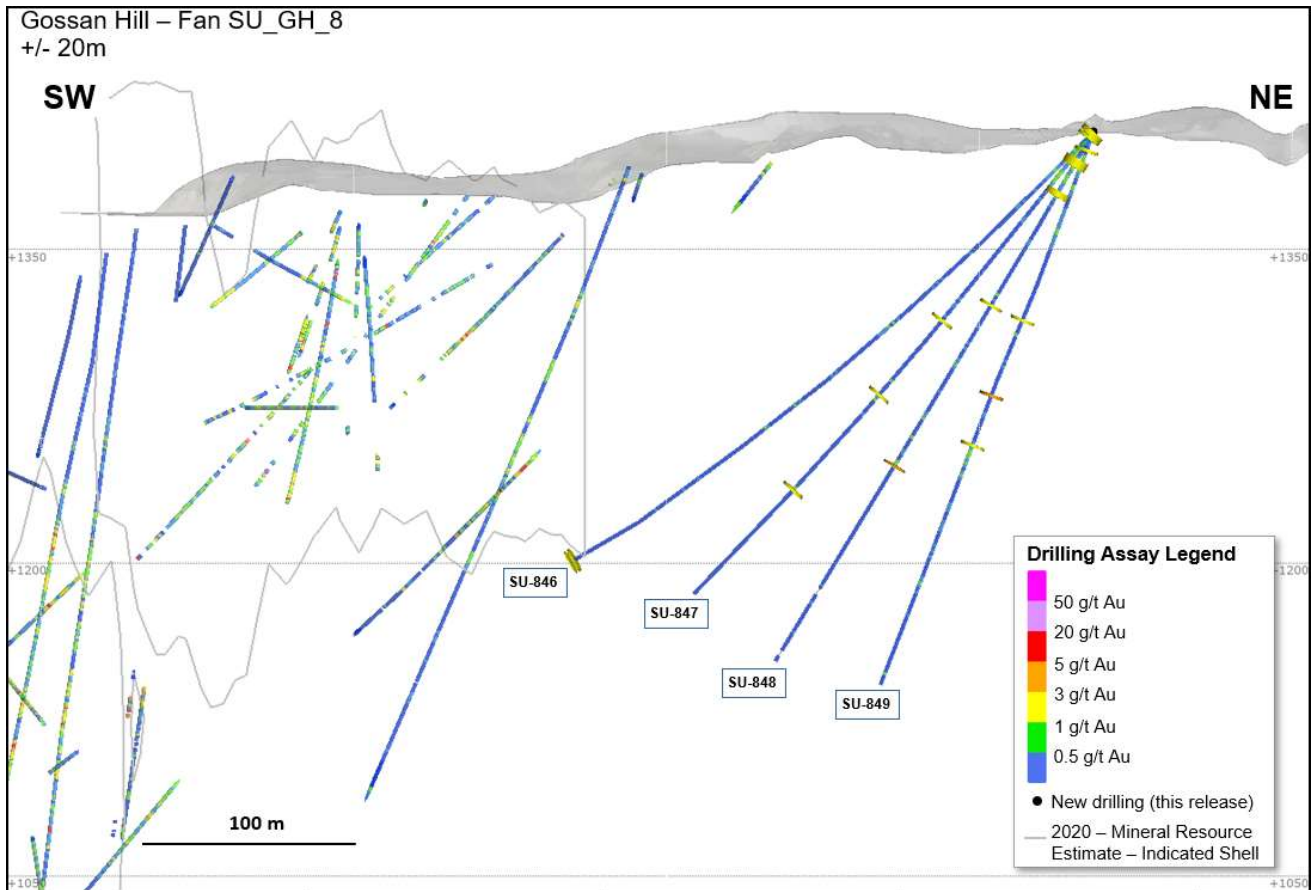 Gossan Hill – Fan SU_GH_8
+/- 20m
SW
NE
+1350
+1350
+1200
+1200
SU-846
SU-847
SU-848
SU-849
Drilling Assay Legend
50 g/t Au
20 g/t Au
5 g/t Au
3 g/t Au
1 g/t Au
0.5 g/t Au
New drilling (this release)
2020 – Mineral Resource
Estimate – Indicated Shell
100 m
+1050
+1050